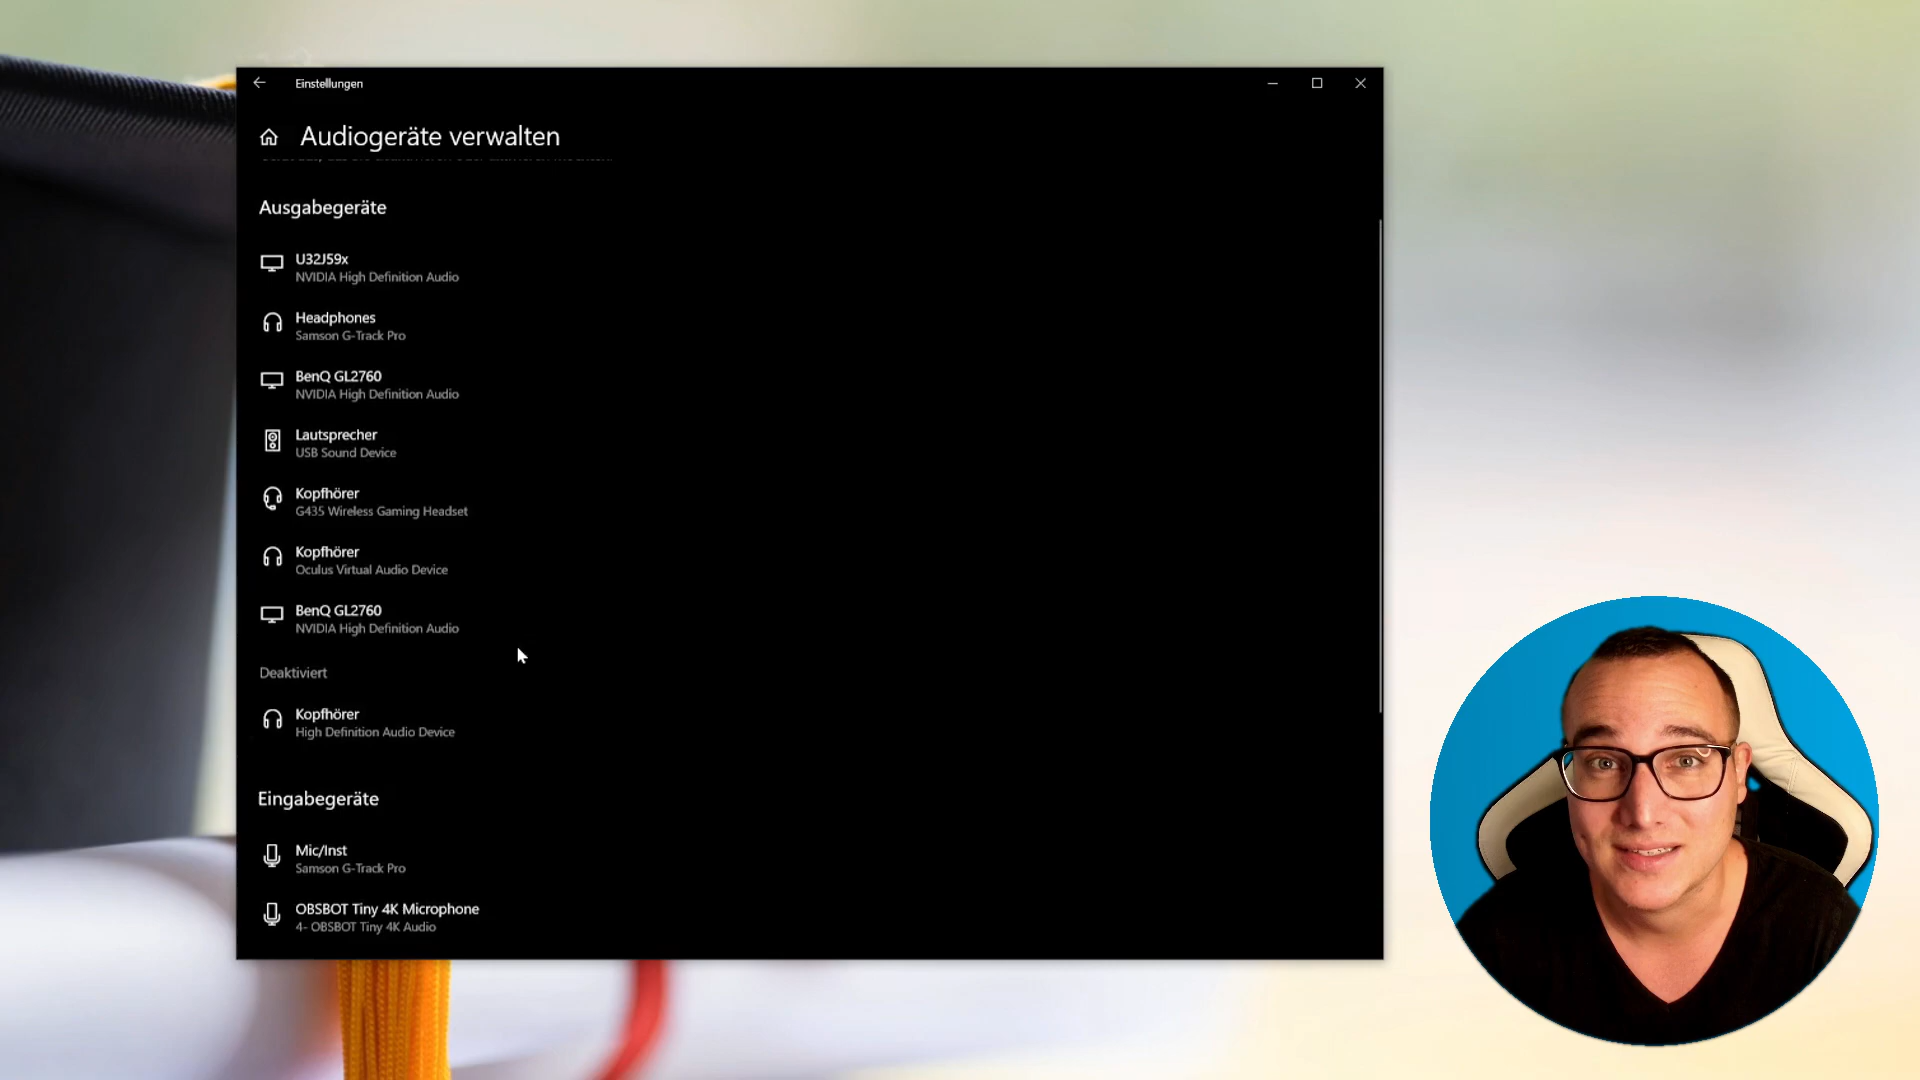 Einstellungen
Audiogeräte verwalten
Ausgabegeräte
U32J59x
NVIDIA High Definition Audio
Headphones
Samson G-Track Pro
BenQ GL2760
NVIDIA High Definition Audio
Lautsprecher
USB Sound Device
Kopfhörer
G435 Wireless Gaming Headset
Kopfhörer
Oculus Virtual Audio Device
BenQ GL2760
NVIDIA High Definition Audio
Deaktiviert
Kopfhörer
High Definition Audio Device
Eingabegeräte
Mic/Inst
Samson G-Track Pro
OBSBOT Tiny 4K Microphone
4- OBSBOT Tiny 4K Audio